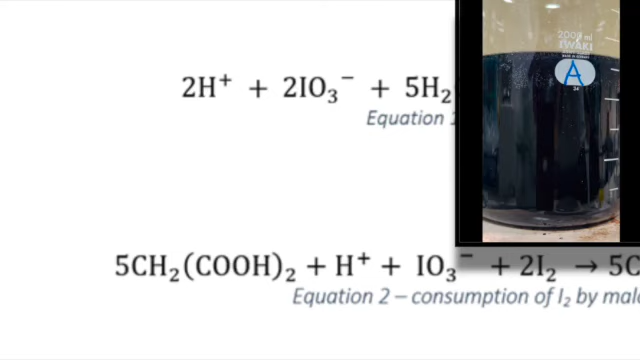 2H⁺ + 2IO₃⁻ + 5H₂
Equation 1
2000 ml
IWAKI
A
5CH₂(COOH)₂ + H⁺ + IO₃⁻ + 2I₂ → 5C
Equation 2 – consumption of I₂ by malo